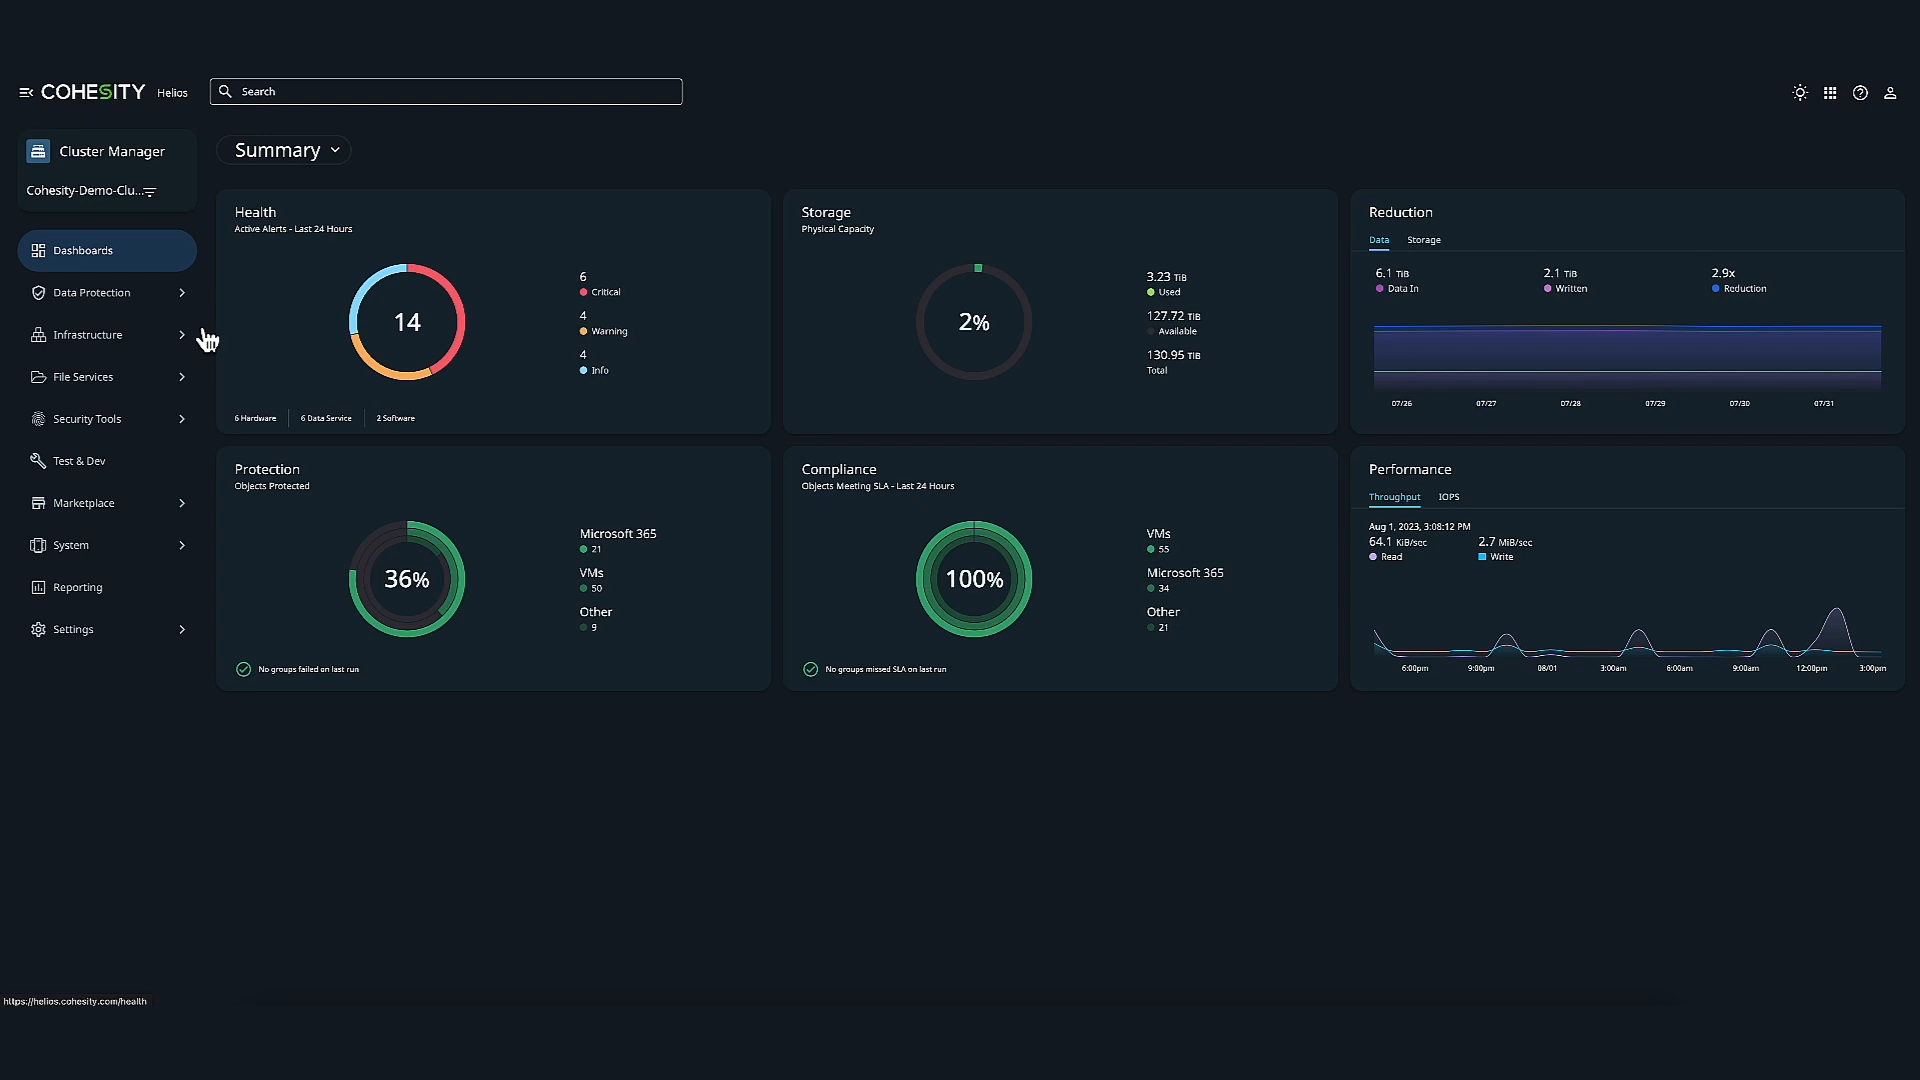 COHESITY Helios
Search
Cluster Manager
Cohesity-Demo-Clu...
Dashboards
Data Protection
Infrastructure
File Services
Security Tools
Test & Dev
Marketplace
System
Reporting
Settings
Summary
Health
Active Alerts - Last 24 Hours
14
6
Critical
4
Warning
4
Info
6 Hardware
6 Data Service
2 Software
Storage
Physical Capacity
2%
3.23 TiB
Used
127.72 TiB
Available
130.95 TiB
Total
Reduction
Data Storage
6.1 TiB
Data In
2.1 TiB
Written
2.9x
Reduction
07/26 07/27 07/28 07/29 07/30 07/31
Protection
Objects Protected
36%
Microsoft 365
21
VMs
50
Other
9
No groups failed on last run
Compliance
Objects Meeting SLA - Last 24 Hours
100%
VMs
55
Microsoft 365
34
Other
21
No groups missed SLA on last run
Performance
Throughput IOPS
Aug 1, 2023, 3:08:12 PM
64.1 KiB/sec
Read
2.7 MiB/sec
Write
6:00pm 9:00pm 08/01 3:00am 6:00am 9:00am 12:00pm 3:00pm
https://helios.cohesity.com/health